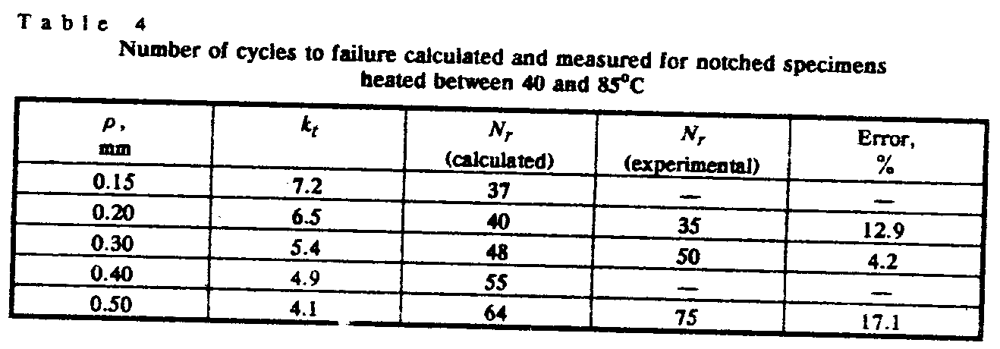 Table 4
Number of cycles to failure calculated and measured for notched specimens
heated between 40 and 85°C
ρ, mm | k_t | N_r (calculated) | N_r (experimental) | Error, %
0.15 | 7.2 | 37 | — | —
0.20 | 6.5 | 40 | 35 | 12.9
0.30 | 5.4 | 48 | 50 | 4.2
0.40 | 4.9 | 55 | — | —
0.50 | 4.1 | 64 | 75 | 17.1